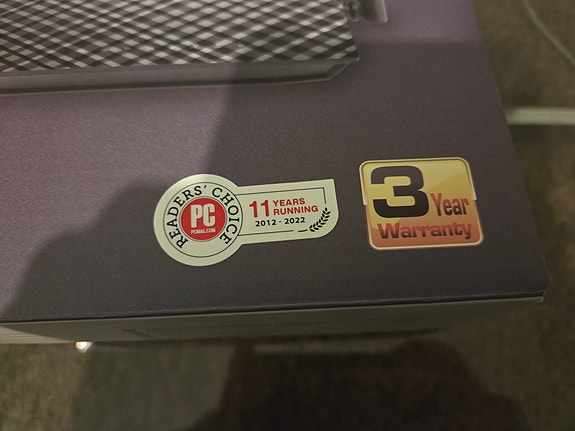 READERS' CHOICE
PC
PCMAG.COM
11 YEARS
RUNNING
2012 - 2022
3 Year
Warranty